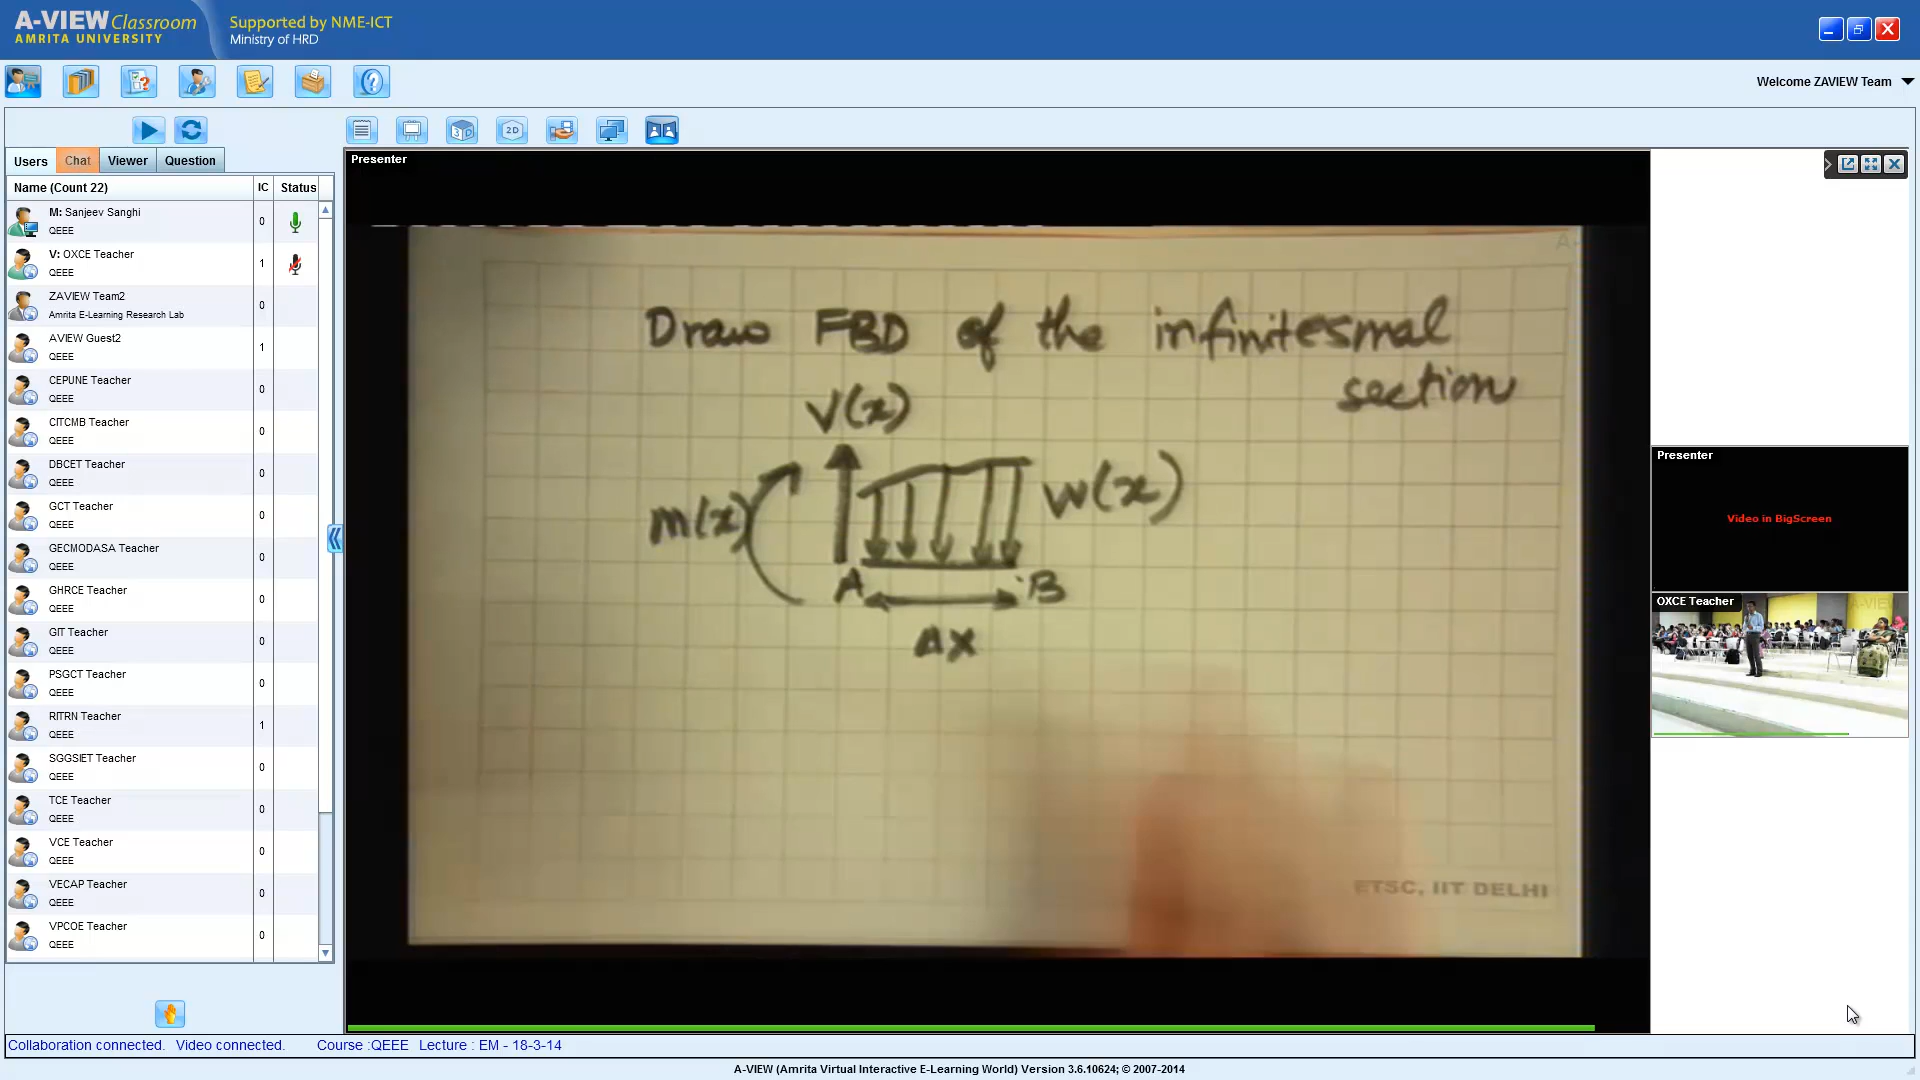 A-VIEW Classroom
AMRITA UNIVERSITY
Supported by NME-ICT
Ministry of HRD
Welcome ZAVIEW Team
3D
2D
Users Chat Viewer Question
Name (Count 22) IC Status
M: Sanjeev Sanghi
QEEE
0
V: OXCE Teacher
QEEE
1
ZAVIEW Team2
Amrita E-Learning Research Lab
0
AVIEW Guest2
QEEE
1
CEPUNE Teacher
QEEE
0
CITCMB Teacher
QEEE
0
DBCET Teacher
QEEE
0
GCT Teacher
QEEE
0
GECMODASA Teacher
QEEE
0
GHRCE Teacher
QEEE
0
GIT Teacher
QEEE
0
PSGCT Teacher
QEEE
0
RITRN Teacher
QEEE
1
SGGSIET Teacher
QEEE
0
TCE Teacher
QEEE
0
VCE Teacher
QEEE
0
VECAP Teacher
QEEE
0
VPCOE Teacher
QEEE
0
Presenter
Draw FBD of the infinitesmal
section
V(x)
m(x)
w(x)
A B
Δx
ETSC, IIT DELHI
Presenter
Video in BigScreen
OXCE Teacher
Collaboration connected. Video connected. Course :QEEE Lecture : EM - 18-3-14
A-VIEW (Amrita Virtual Interactive E-Learning World) Version 3.6.10624; © 2007-2014